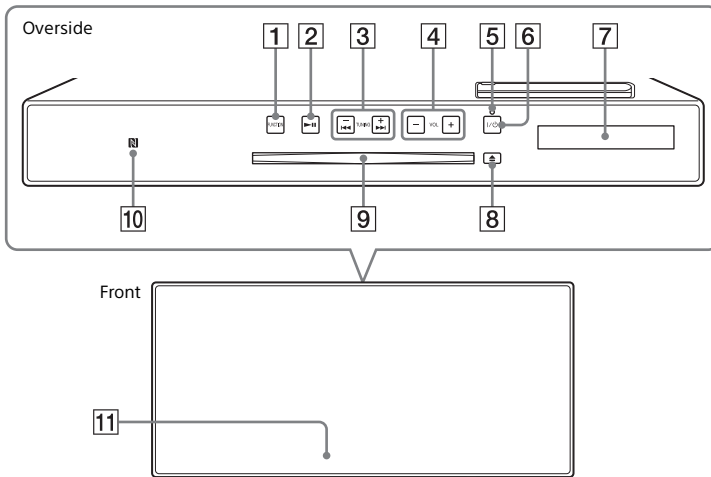 Overside
1 2 3 4 5 6 7
FUNCTION TUNING VOL
10 9 8
Front
11